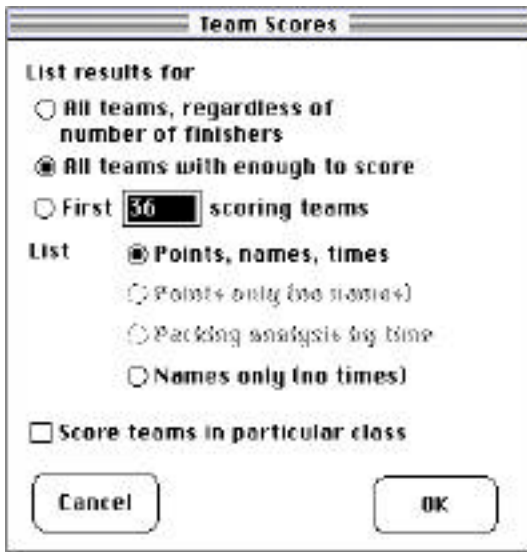 Team Scores
List results for
All teams, regardless of
number of finishers
All teams with enough to score
First 36 scoring teams
List Points, names, times
Points only (no names)
Packing analysis by time
Names only (no times)
Score teams in particular class
Cancel OK